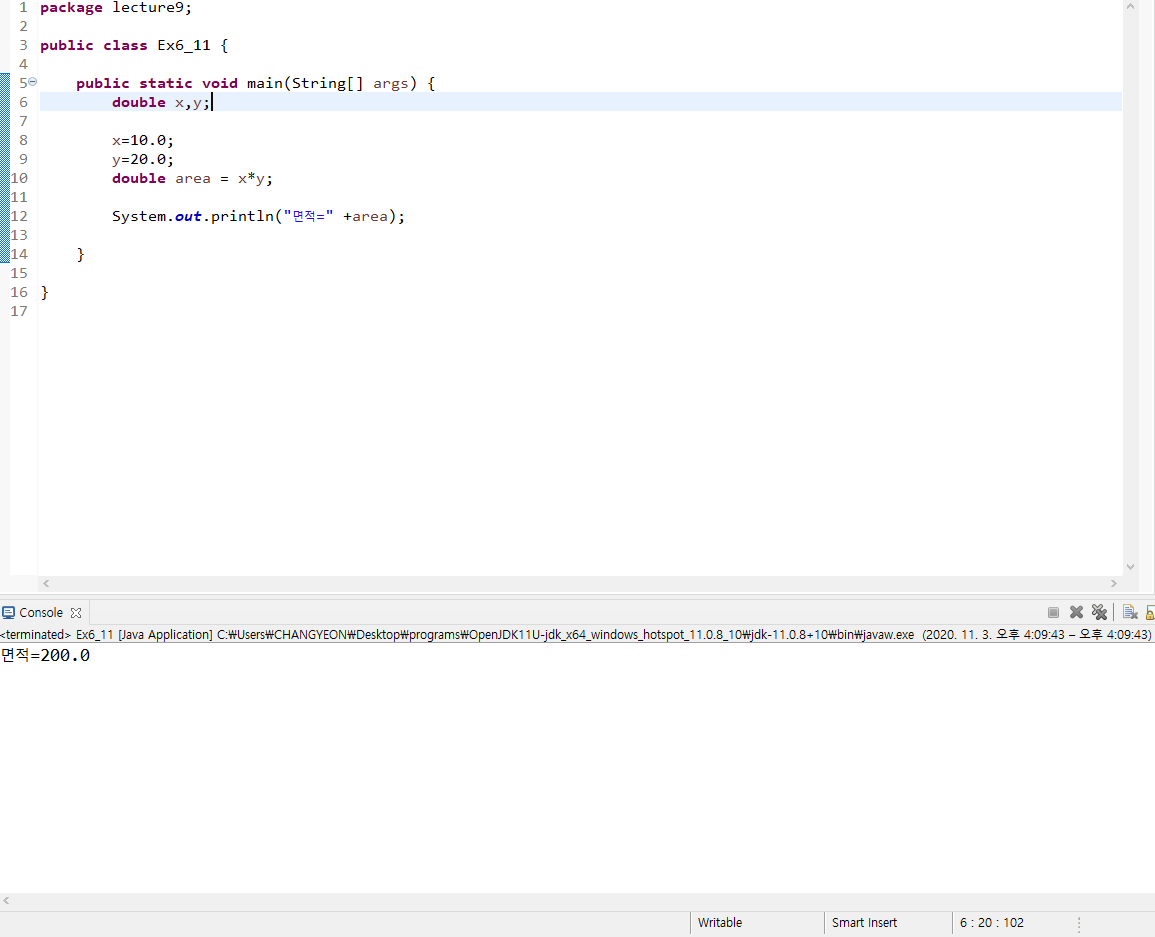 1 package lecture9;
2
3 public class Ex6_11 {
4
5 public static void main(String[] args) {
6 double x,y;
7
8 x=10.0;
9 y=20.0;
10 double area = x*y;
11
12 System.out.println("면적=" +area);
13
14 }
15
16 }
17
Console
<terminated> Ex6_11 [Java Application] C:₩Users₩CHANGYEON₩Desktop₩programs₩OpenJDK11U-jdk_x64_windows_hotspot_11.0.8_10₩jdk-11.0.8+10₩bin₩javaw.exe (2020. 11. 3. 오후 4:09:43 – 오후 4:09:43)
면적=200.0
Writable Smart Insert 6 : 20 : 102